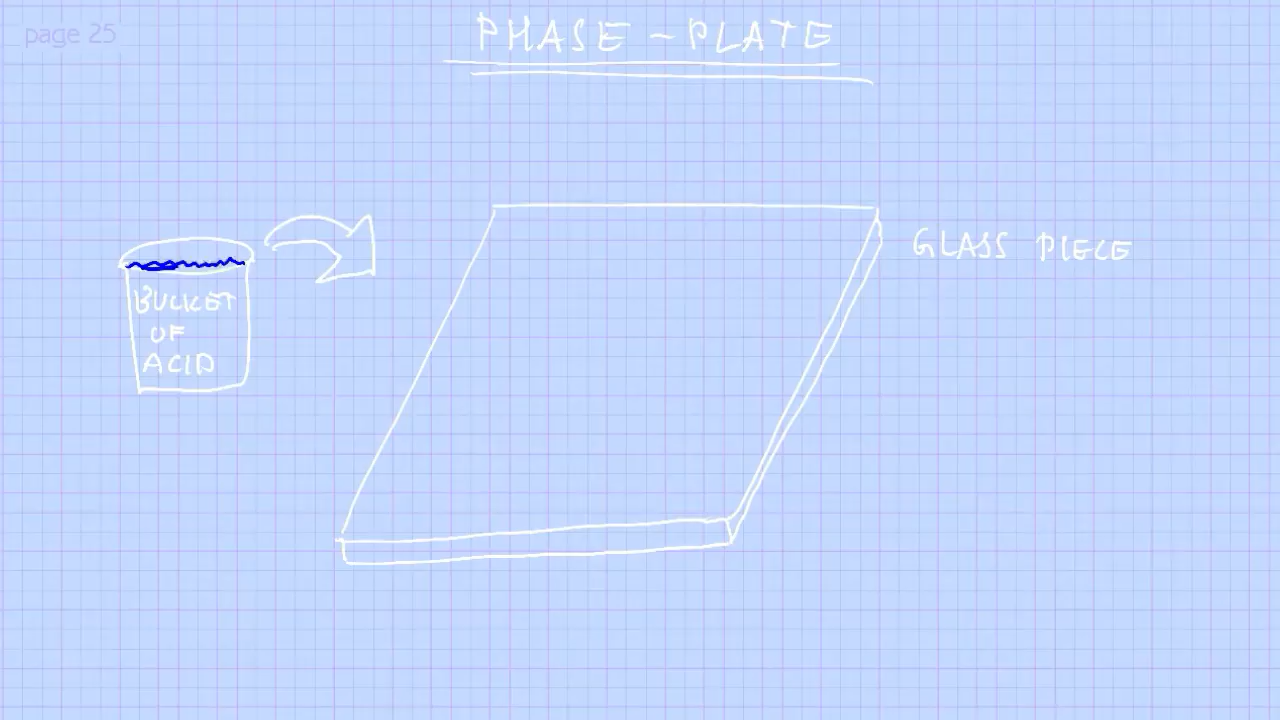 page 25
PHASE - PLATE
GLASS PIECE
BUCKET
OF
ACID